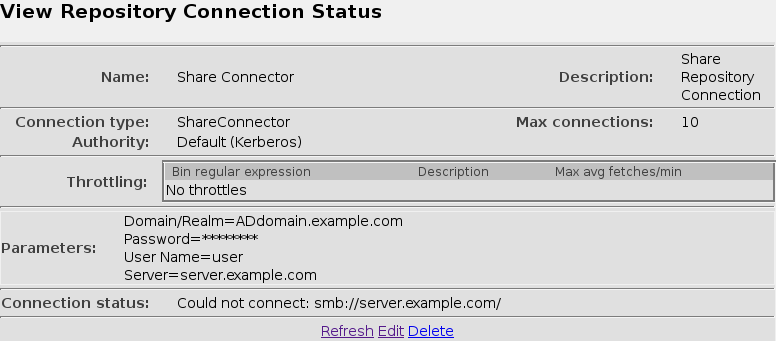 View Repository Connection Status
Name: Share Connector Description: Share Repository Connection
Connection type: ShareConnector Max connections: 10
Authority: Default (Kerberos)
Throttling: Bin regular expression Description Max avg fetches/min
No throttles
Parameters: Domain/Realm=ADdomain.example.com
Password=********
User Name=user
Server=server.example.com
Connection status: Could not connect: smb://server.example.com/
Refresh Edit Delete